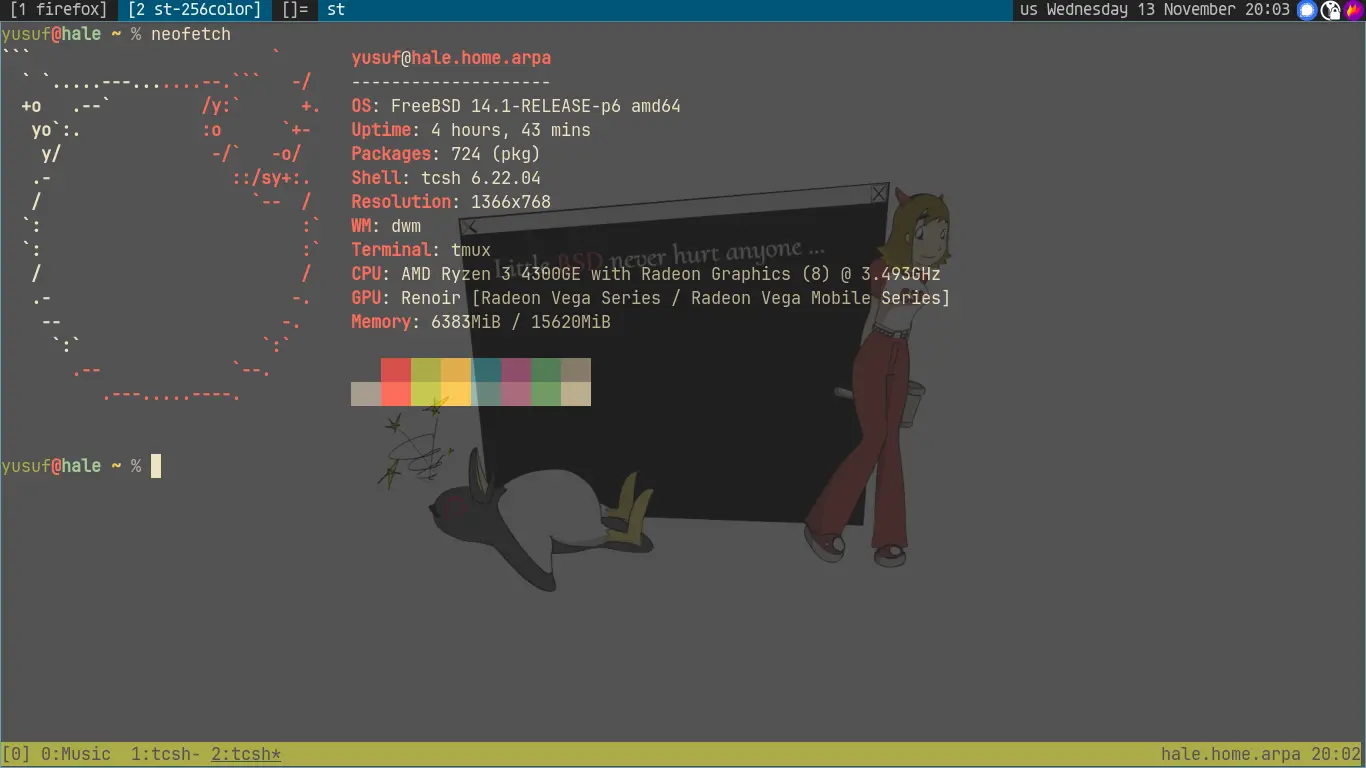 [1 firefox] [2 st-256color] []= st us Wednesday 13 November 20:03
yusuf@hale ~ % neofetch
yusuf@hale.home.arpa
--------------------
OS: FreeBSD 14.1-RELEASE-p6 amd64
Uptime: 4 hours, 43 mins
Packages: 724 (pkg)
Shell: tcsh 6.22.04
Resolution: 1366x768
WM: dwm
Terminal: tmux
Little BSD never hurt anyone ...
CPU: AMD Ryzen 3 4300GE with Radeon Graphics (8) @ 3.493GHz
GPU: Renoir [Radeon Vega Series / Radeon Vega Mobile Series]
Memory: 6383MiB / 15620MiB
yusuf@hale ~ %
[0] 0:Music 1:tcsh- 2:tcsh* hale.home.arpa 20:02